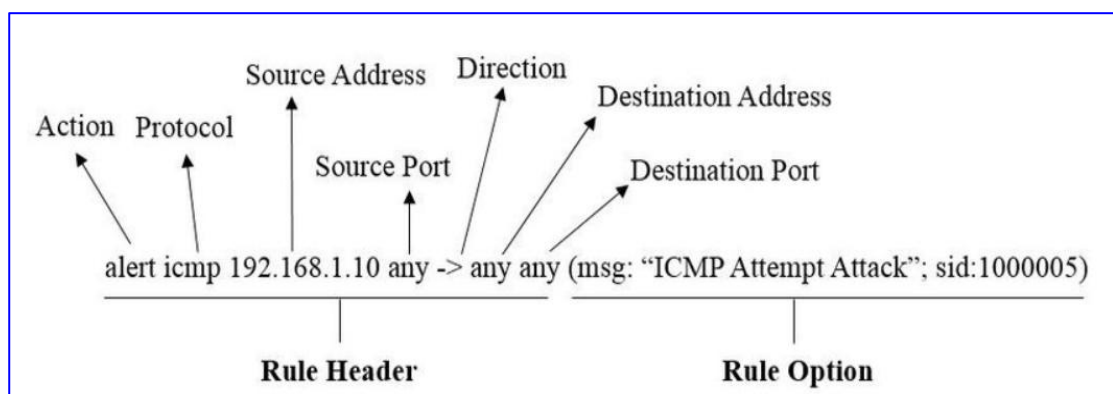 Source Address
Direction
Destination Address
Action
Protocol
Source Port
Destination Port
alert icmp 192.168.1.10 any -> any any (msg: “ICMP Attempt Attack”; sid:1000005)
Rule Header
Rule Option